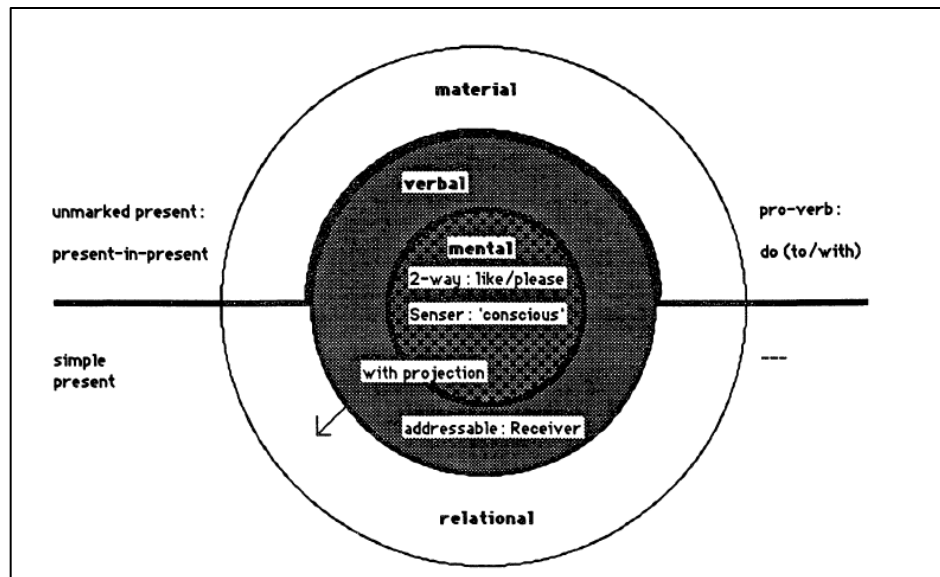 material
verbal
unmarked present :
present-in-present
pro-verb:
do (to/with)
mental
2-way : like/please
Senser : 'conscious'
simple
present
---
with projection
addressable : Receiver
relational